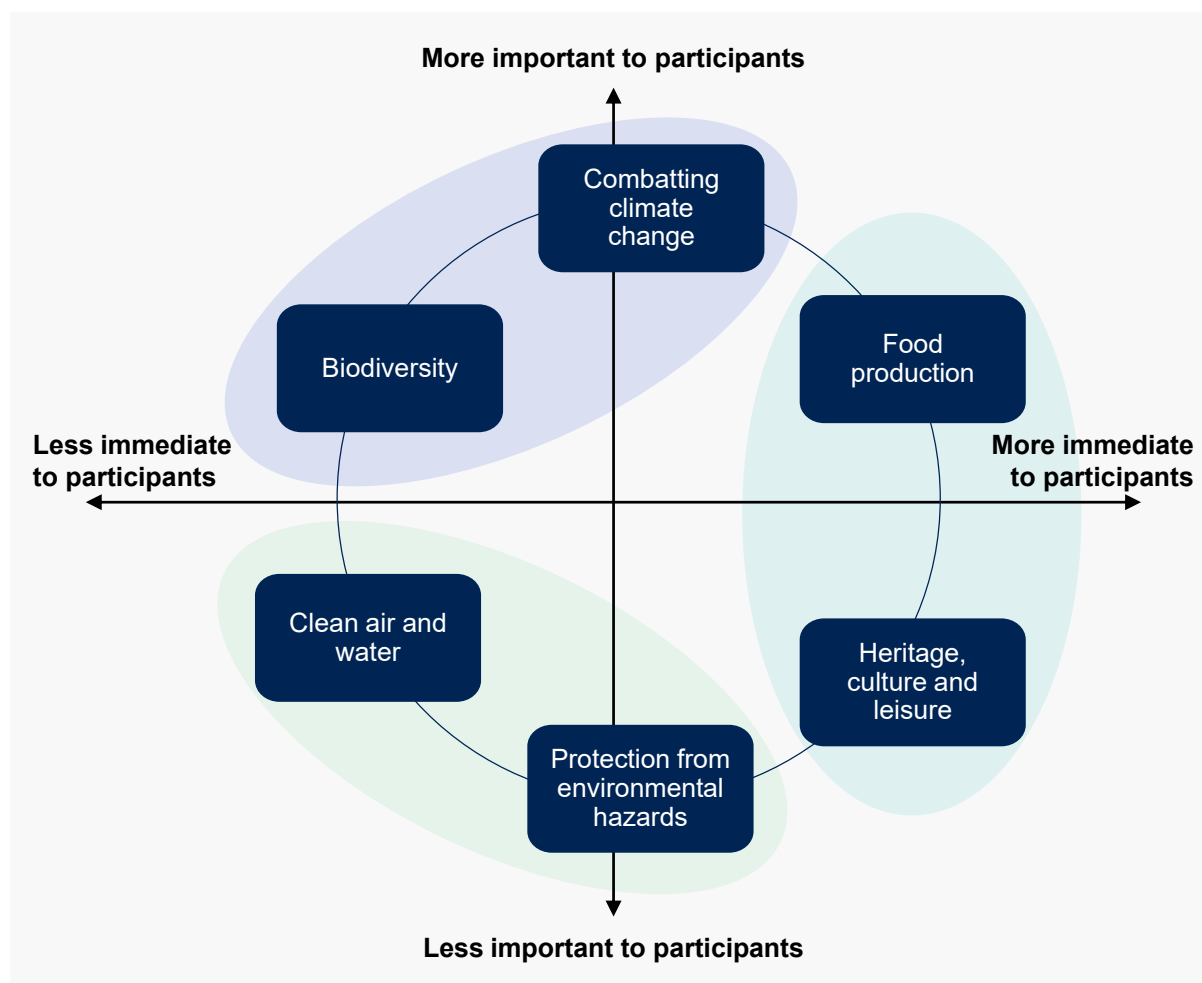 More important to participants
Combatting
climate
change
Biodiversity
Food
production
Less immediate
to participants
More immediate
to participants
Clean air and
water
Heritage,
culture and
leisure
Protection from
environmental
hazards
Less important to participants